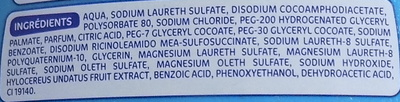 INGRÉDIENTS AQUA, SODIUM LAURETH SULFATE, DISODIUM COCOAMPHODIACETATE,
POLYSORBATE 80, SODIUM CHLORIDE, PEG-200 HYDROGENATED GLYCERYL
PALMATE, PARFUM, CITRIC ACID, PEG-7 GLYCERYL COCOATE, PEG-30 GLYCERYL COCOATE, SODIUM
BENZOATE, DISODIUM RICINOLEAMIDO MEA-SULFOSUCCINATE, SODIUM LAURETH-8 SULFATE,
POLYQUATERNIUM-10, GLYCERIN, MAGNESIUM LAURETH SULFATE, MAGNESIUM LAURETH-8
SULFATE, SODIUM OLETH SULFATE, MAGNESIUM OLETH SULFATE, SODIUM HYDROXIDE,
HYLOCEREUS UNDATUS FRUIT EXTRACT, BENZOIC ACID, PHENOXYETHANOL, DEHYDROACETIC ACID,
CI 19140.